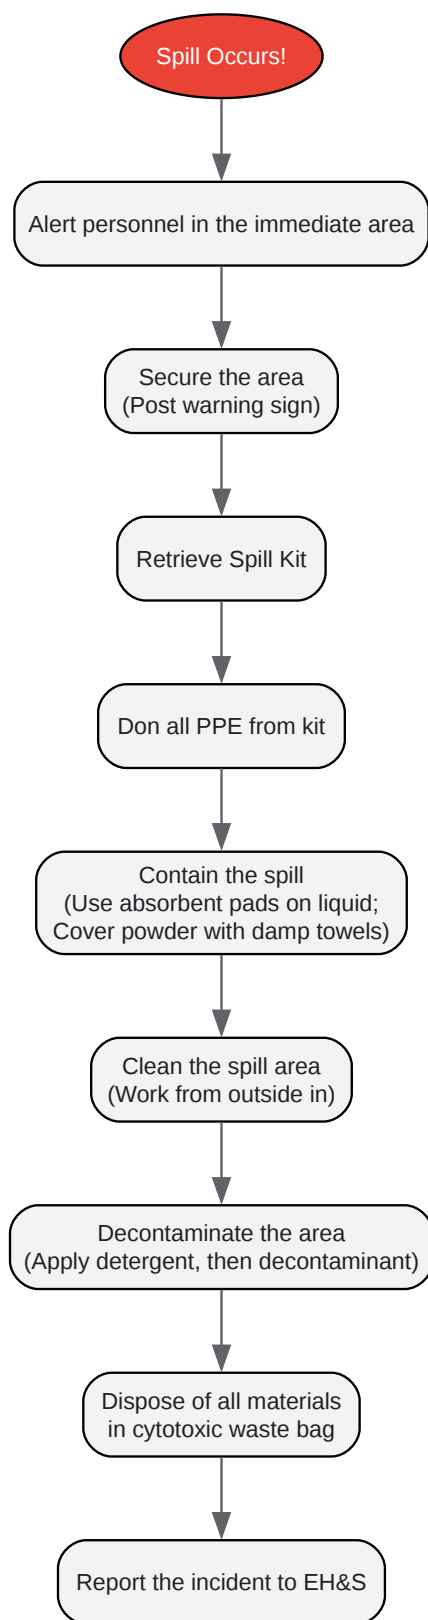 Spill Occurs!
Alert personnel in the immediate area
Secure the area
(Post warning sign)
Retrieve Spill Kit
Don all PPE from kit
Contain the spill
(Use absorbent pads on liquid;
Cover powder with damp towels)
Clean the spill area
(Work from outside in)
Decontaminate the area
(Apply detergent, then decontaminant)
Dispose of all materials
in cytotoxic waste bag
Report the incident to EH&S